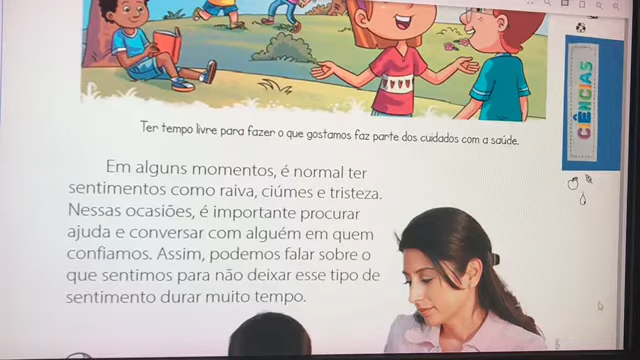 Ter tempo livre para fazer o que gostamos faz parte dos cuidados com a saúde.
CIÊNCIAS
Em alguns momentos, é normal ter
sentimentos como raiva, ciúmes e tristeza.
Nessas ocasiões, é importante procurar
ajuda e conversar com alguém em quem
confiamos. Assim, podemos falar sobre o
que sentimos para não deixar esse tipo de
sentimento durar muito tempo.